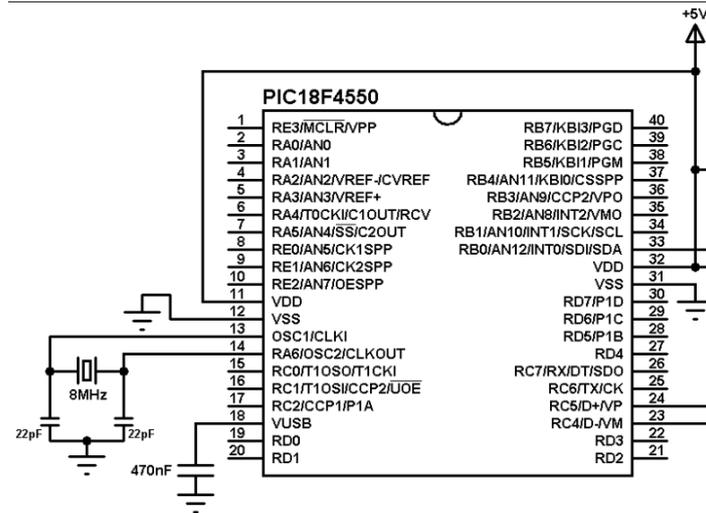 +5V
PIC18F4550
1 RE3/MCLR/VPP RB7/KBI3/PGD 40
2 RA0/AN0 RB6/KBI2/PGC 39
3 RA1/AN1 RB5/KBI1/PGM 38
4 RA2/AN2/VREF-/CVREF RB4/AN11/KBI0/CSSPP 37
5 RA3/AN3/VREF+ RB3/AN9/CCP2/VPO 36
6 RA4/T0CKI/C1OUT/RCV RB2/AN8/INT2/VMO 35
7 RA5/AN4/SS/C2OUT RB1/AN10/INT1/SCK/SCL 34
8 RE0/AN5/CK1SPP RB0/AN12/INT0/SDI/SDA 33
9 RE1/AN6/CK2SPP VDD 32
10 RE2/AN7/OESPP VSS 31
11 VDD RD7/P1D 30
12 VSS RD6/P1C 29
13 OSC1/CLKI RD5/P1B 28
14 RA6/OSC2/CLKOUT RD4 27
15 RC0/T1OSO/T1CKI RC7/RX/DT/SDO 26
16 RC1/T1OSI/CCP2/UOE RC6/TX/CK 25
17 RC2/CCP1/P1A RC5/D+/VP 24
18 VUSB RC4/D-/VM 23
19 RD0 RD3 22
20 RD1 RD2 21
8MHz
22pF 22pF
470nF